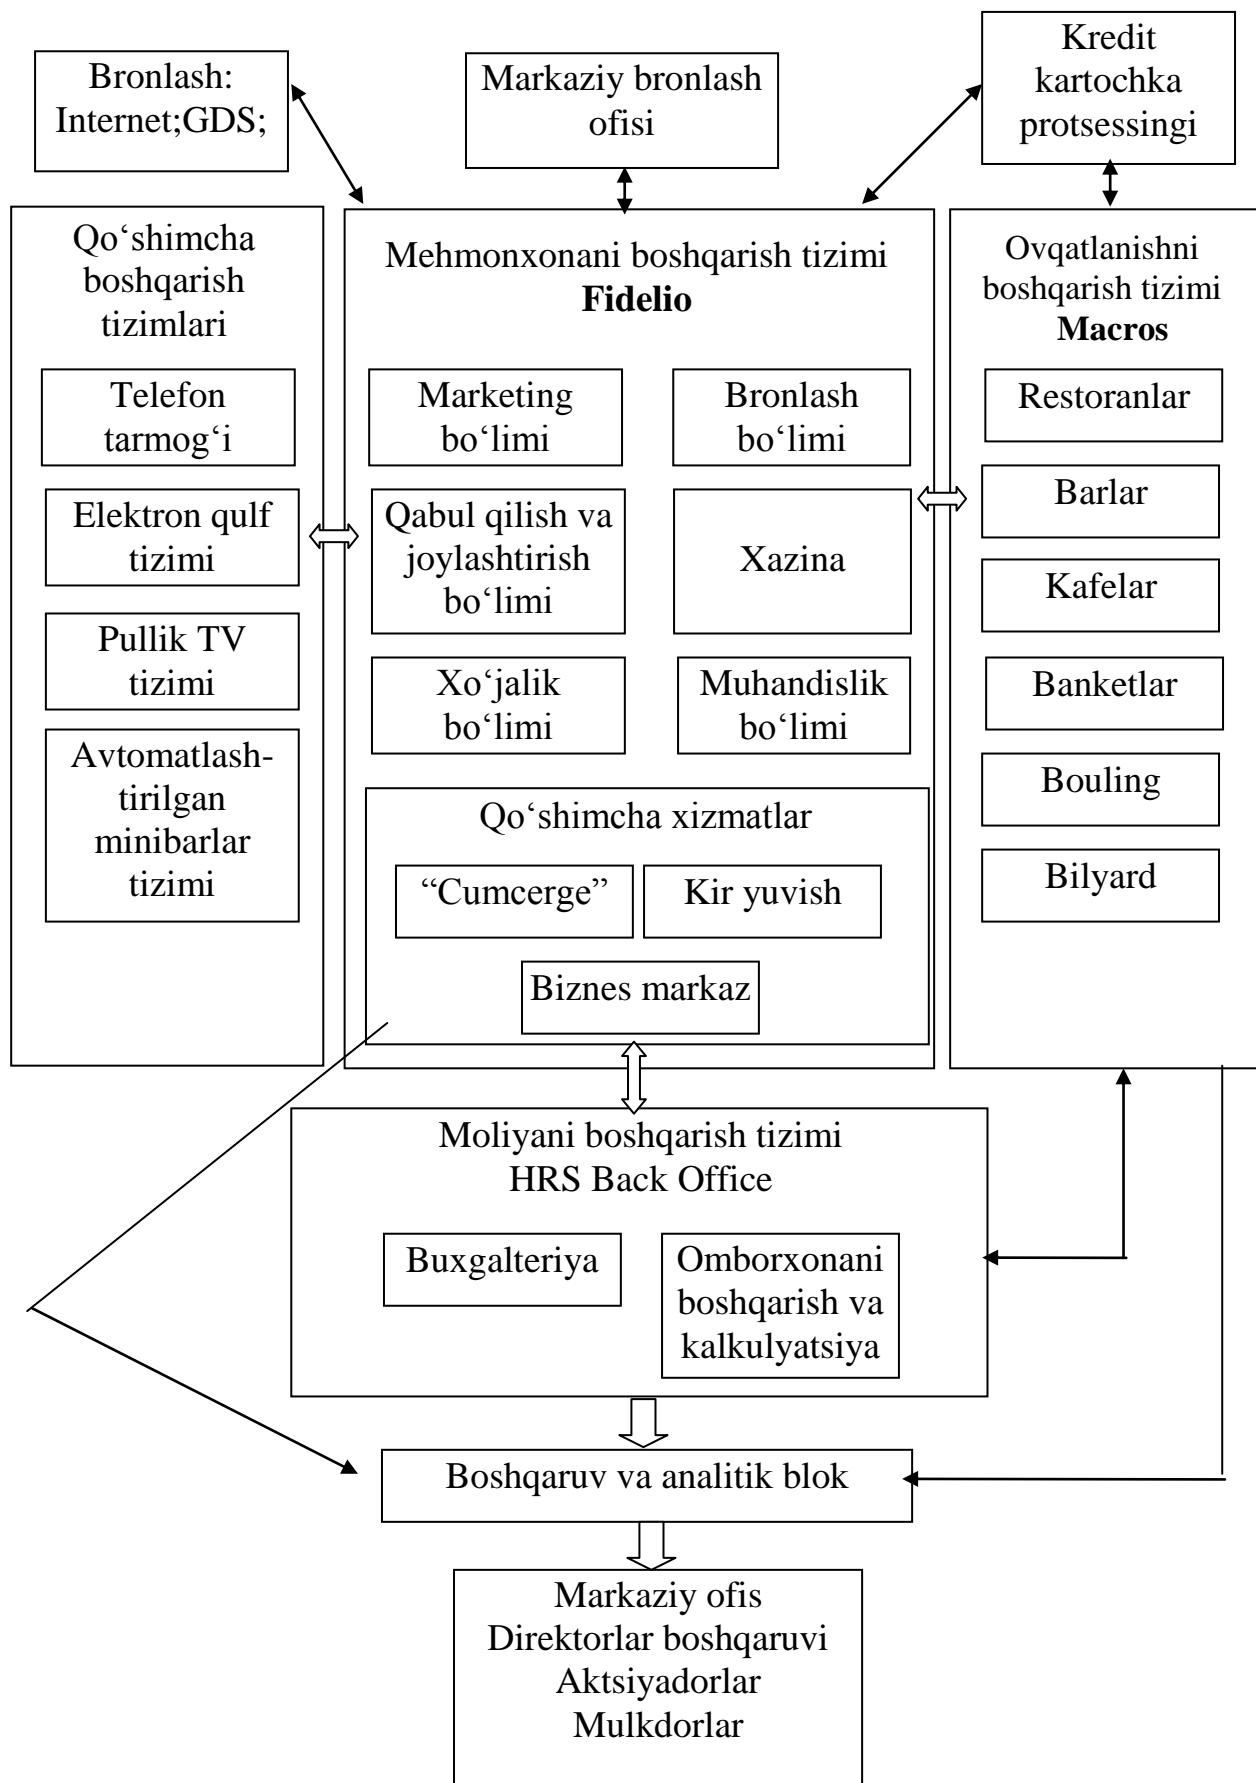 Bronlash:
Internet;GDS;
Markaziy bronlash
ofisi
Kredit
kartochka
protsessingi
Qo‘shimcha
boshqarish
tizimlari
Telefon
tarmog‘i
Elektron qulf
tizimi
Pullik TV
tizimi
Avtomatlash-
tirilgan
minibarlar
tizimi
Mehmonxonani boshqarish tizimi
Fidelio
Marketing
bo‘limi
Bronlash
bo‘limi
Qabul qilish va
joylashtirish
bo‘limi
Xazina
Xo‘jalik
bo‘limi
Muhandislik
bo‘limi
Qo‘shimcha xizmatlar
“Cumcerge”
Kir yuvish
Biznes markaz
Ovqatlanishni
boshqarish tizimi
Macros
Restoranlar
Barlar
Kafelar
Banketlar
Bouling
Bilyard
Moliyani boshqarish tizimi
HRS Back Office
Buxgalteriya
Omborxonani
boshqarish va
kalkulyatsiya
Boshqaruv va analitik blok
Markaziy ofis
Direktorlar boshqaruvi
Aktsiyadorlar
Mulkdorlar